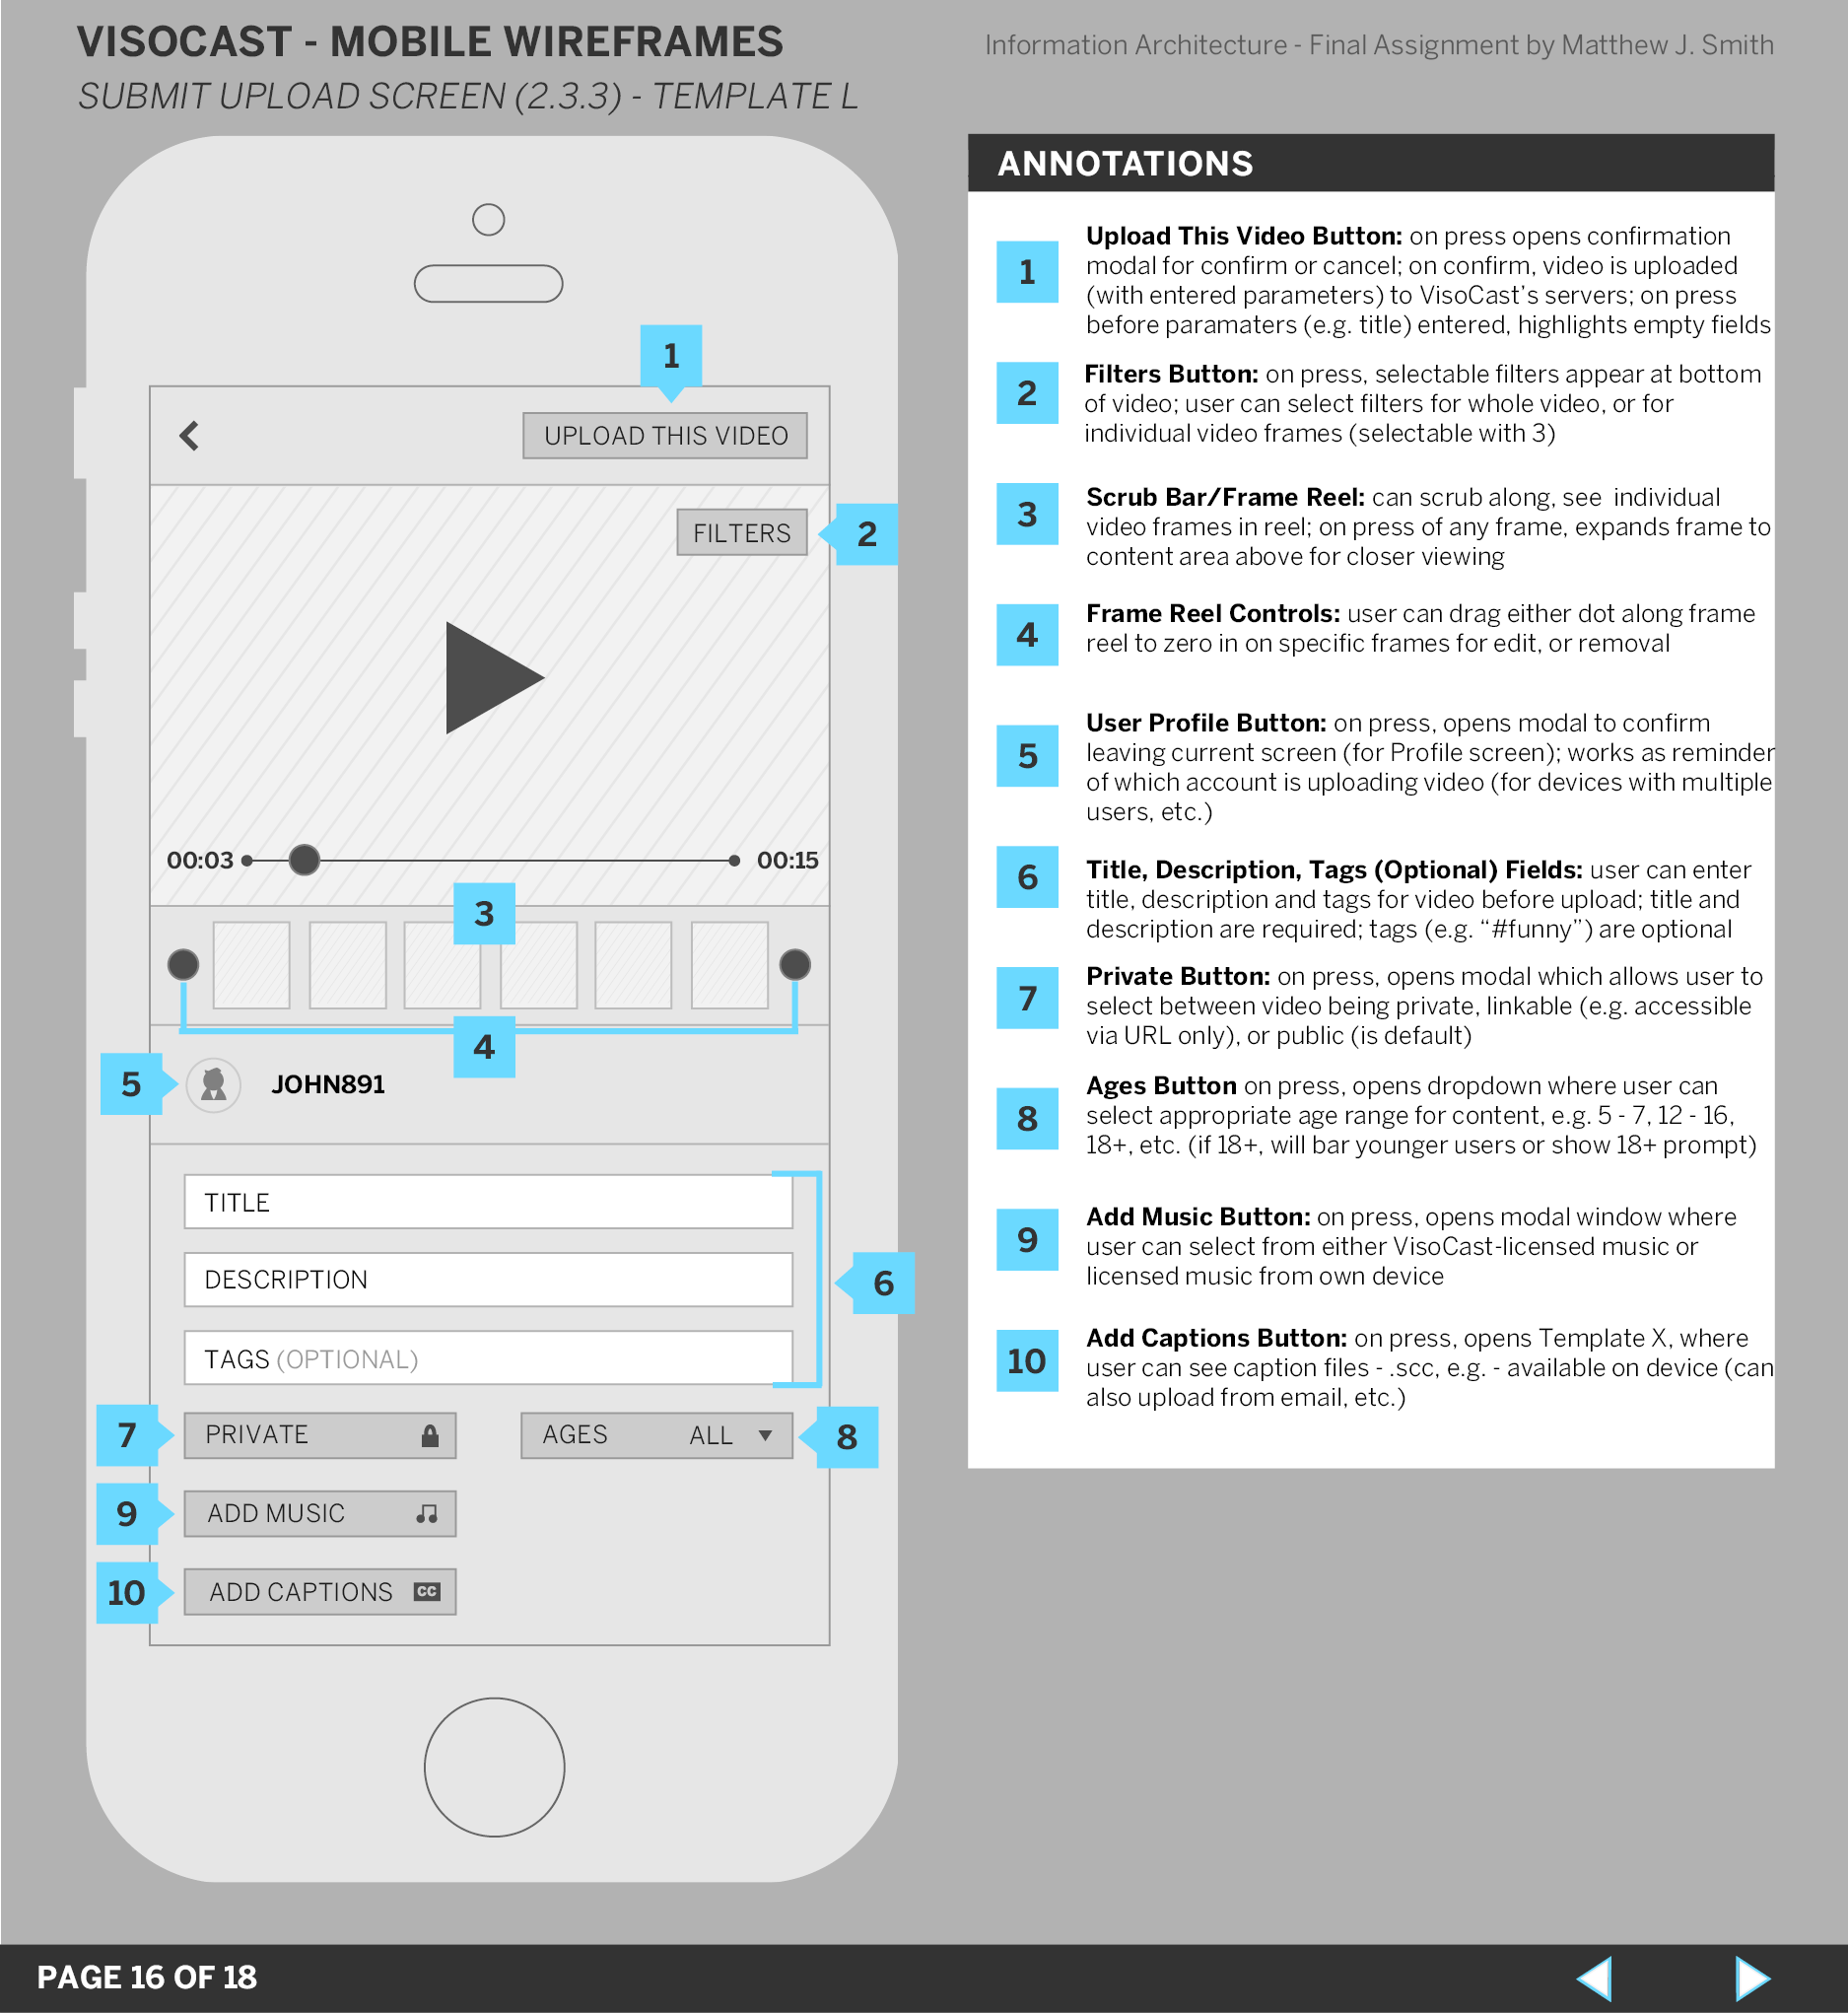 VISOCAST - MOBILE WIREFRAMES
Information Architecture - Final Assignment by Matthew J. Smith
SUBMIT UPLOAD SCREEN (2.3.3) - TEMPLATE L
1
UPLOAD THIS VIDEO
FILTERS
2
00:03
00:15
3
4
5
JOHN891
TITLE
DESCRIPTION
6
TAGS (OPTIONAL)
7
PRIVATE
AGES ALL
8
9
ADD MUSIC
10
ADD CAPTIONS CC
ANNOTATIONS
1
Upload This Video Button: on press opens confirmation
modal for confirm or cancel; on confirm, video is uploaded
(with entered parameters) to VisoCast's servers; on press
before paramaters (e.g. title) entered, highlights empty fields
2
Filters Button: on press, selectable filters appear at bottom
of video; user can select filters for whole video, or for
individual video frames (selectable with 3)
3
Scrub Bar/Frame Reel: can scrub along, see individual
video frames in reel; on press of any frame, expands frame to
content area above for closer viewing
4
Frame Reel Controls: user can drag either dot along frame
reel to zero in on specific frames for edit, or removal
5
User Profile Button: on press, opens modal to confirm
leaving current screen (for Profile screen); works as reminder
of which account is uploading video (for devices with multiple
users, etc.)
6
Title, Description, Tags (Optional) Fields: user can enter
title, description and tags for video before upload; title and
description are required; tags (e.g. “#funny”) are optional
7
Private Button: on press, opens modal which allows user to
select between video being private, linkable (e.g. accessible
via URL only), or public (is default)
8
Ages Button on press, opens dropdown where user can
select appropriate age range for content, e.g. 5 - 7, 12 - 16,
18+, etc. (if 18+, will bar younger users or show 18+ prompt)
9
Add Music Button: on press, opens modal window where
user can select from either VisoCast-licensed music or
licensed music from own device
10
Add Captions Button: on press, opens Template X, where
user can see caption files - .scc, e.g. - available on device (can
also upload from email, etc.)
PAGE 16 OF 18